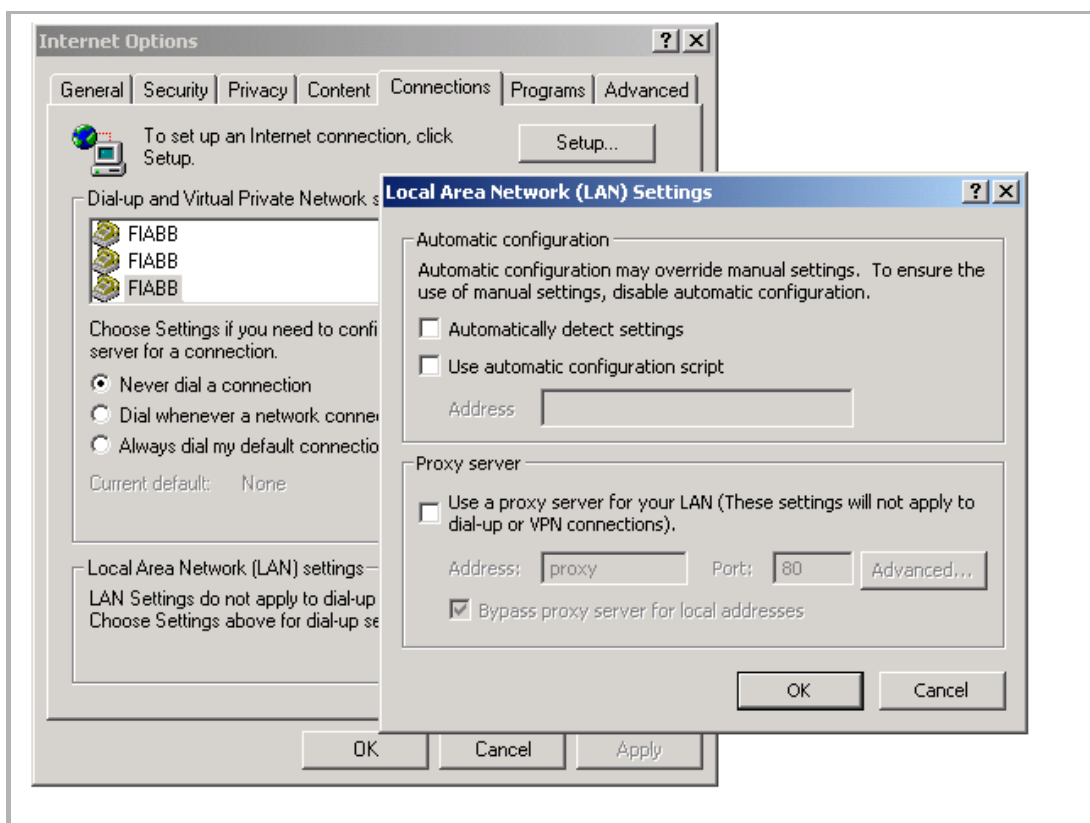 Internet Options
General Security Privacy Content Connections Programs Advanced
To set up an Internet connection, click
Setup.
Setup...
Dial-up and Virtual Private Network s
FIABB
FIABB
FIABB
Choose Settings if you need to confi
server for a connection.
Never dial a connection
Dial whenever a network conne
Always dial my default connectio
Current default: None
Local Area Network (LAN) settings
LAN Settings do not apply to dial-up
Choose Settings above for dial-up se
OK Cancel Apply
Local Area Network (LAN) Settings
Automatic configuration
Automatic configuration may override manual settings. To ensure the
use of manual settings, disable automatic configuration.
Automatically detect settings
Use automatic configuration script
Address
Proxy server
Use a proxy server for your LAN (These settings will not apply to
dial-up or VPN connections).
Address: proxy Port: 80 Advanced...
Bypass proxy server for local addresses
OK Cancel